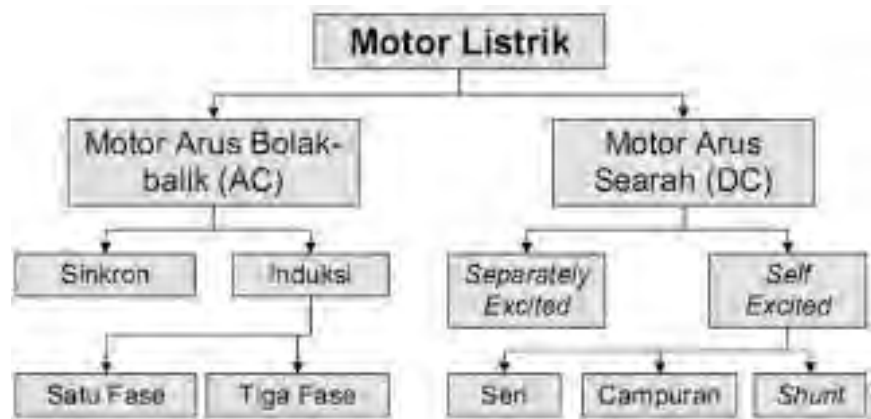 Motor Listrik
Motor Arus Bolak-
balik (AC)
Motor Arus
Searah (DC)
Sinkron
Induksi
Separately
Excited
Self
Excited
Satu Fase
Tiga Fase
Seri
Campuran
Shunt